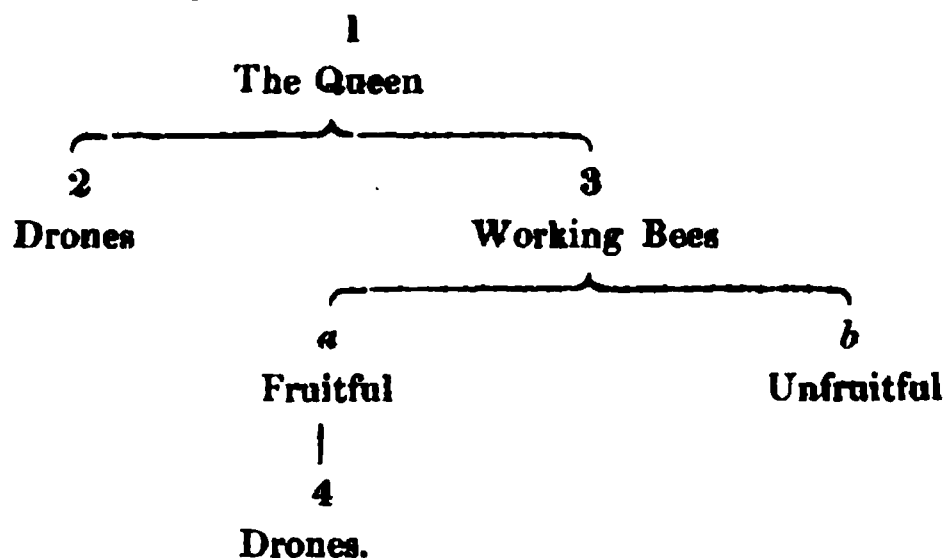 1
The Queen
2 3
Drones Working Bees
a b
Fruitful Unfruitful
4
Drones.